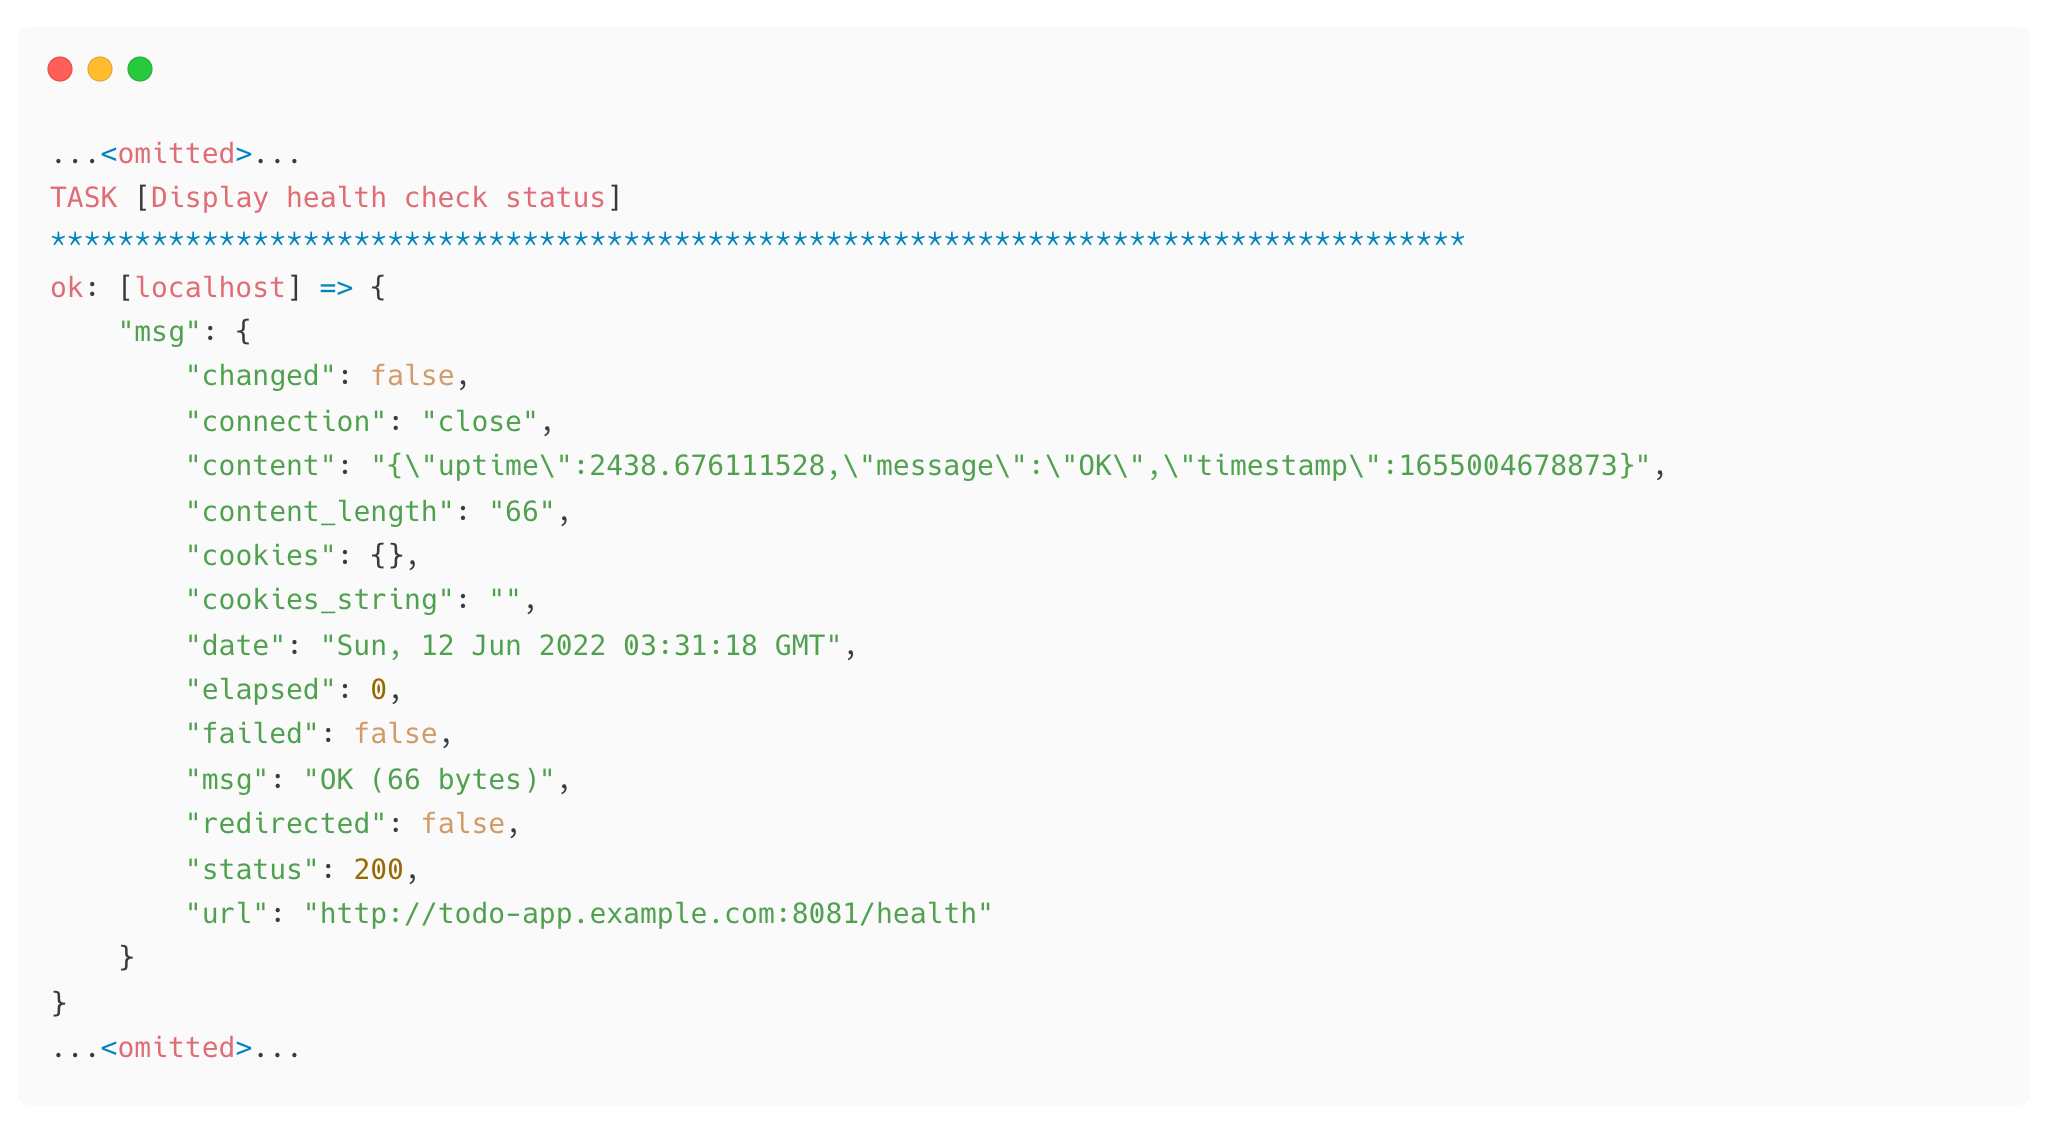 ...<omitted>...
TASK [Display health check status]
************************************************************************************
ok: [localhost] => {
    "msg": {
        "changed": false,
        "connection": "close",
        "content": "{\"uptime\":2438.676111528,\"message\":\"OK\",\"timestamp\":1655004678873}",
        "content_length": "66",
        "cookies": {},
        "cookies_string": "",
        "date": "Sun, 12 Jun 2022 03:31:18 GMT",
        "elapsed": 0,
        "failed": false,
        "msg": "OK (66 bytes)",
        "redirected": false,
        "status": 200,
        "url": "http://todo-app.example.com:8081/health"
    }
}
...<omitted>...